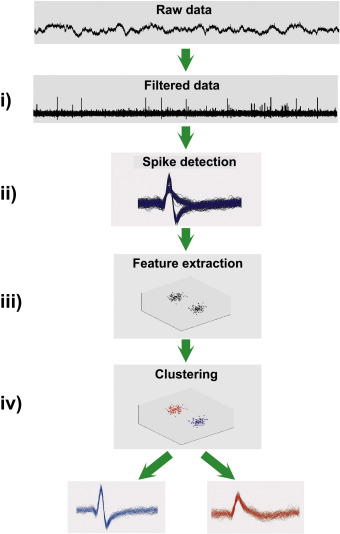 Raw data
i)
Filtered data
Spike detection
ii)
Feature extraction
iii)
Clustering
iv)